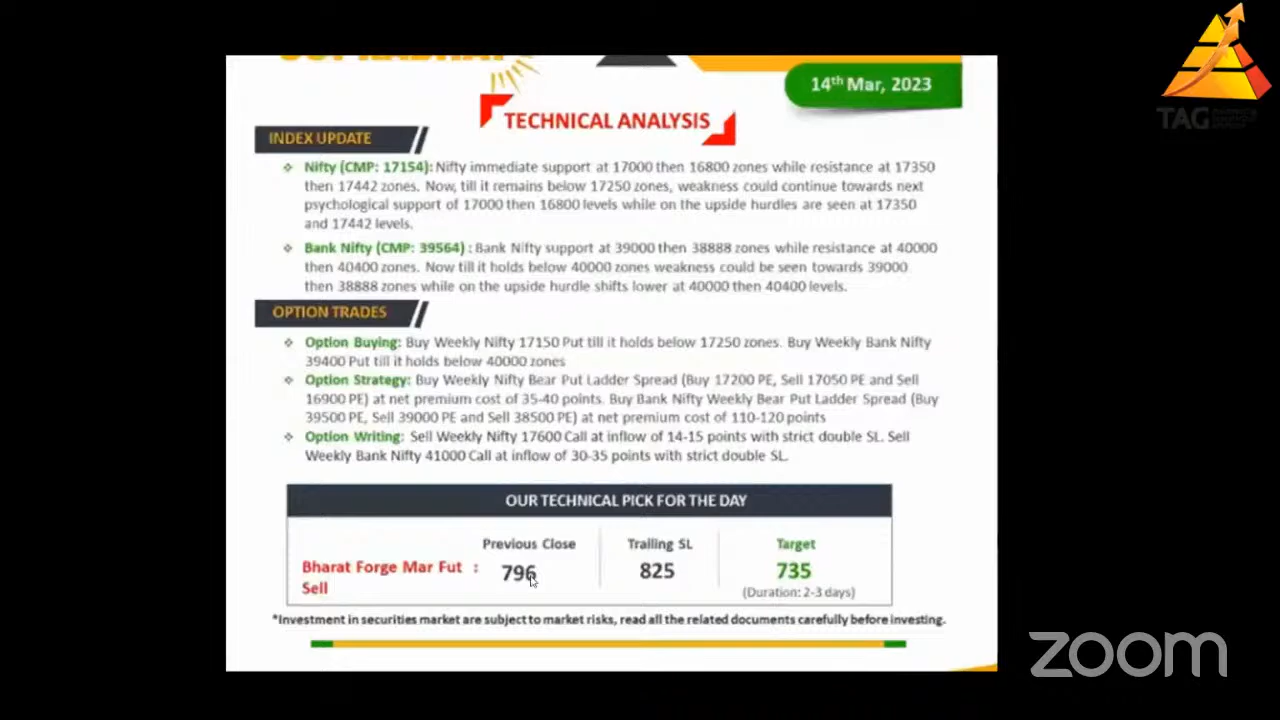 14th Mar, 2023
TECHNICAL ANALYSIS
INDEX UPDATE
Nifty (CMP: 17154): Nifty immediate support at 17000 then 16800 zones while resistance at 17350
then 17442 zones. Now, till it remains below 17250 zones, weakness could continue towards next
psychological support of 17000 then 16800 levels while on the upside hurdles are seen at 17350
and 17442 levels.
Bank Nifty (CMP: 39564) : Bank Nifty support at 39000 then 38888 zones while resistance at 40000
then 40400 zones. Now till it holds below 40000 zones weakness could be seen towards 39000
then 38888 zones while on the upside hurdle shifts lower at 40000 then 40400 levels.
OPTION TRADES
Option Buying: Buy Weekly Nifty 17150 Put till it holds below 17250 zones. Buy Weekly Bank Nifty
39400 Put till it holds below 40000 zones
Option Strategy: Buy Weekly Nifty Bear Put Ladder Spread (Buy 17200 PE, Sell 17050 PE and Sell
16900 PE) at net premium cost of 35-40 points. Buy Bank Nifty Weekly Bear Put Ladder Spread (Buy
39500 PE, Sell 39000 PE and Sell 38500 PE) at net premium cost of 110-120 points
Option Writing: Sell Weekly Nifty 17600 Call at inflow of 14-15 points with strict double SL. Sell
Weekly Bank Nifty 41000 Call at inflow of 30-35 points with strict double SL.
OUR TECHNICAL PICK FOR THE DAY
Previous Close Trailing SL Target
Bharat Forge Mar Fut :
Sell
796 825 735
(Duration: 2-3 days)
*Investment in securities market are subject to market risks, read all the related documents carefully before investing.
TAG
zoom